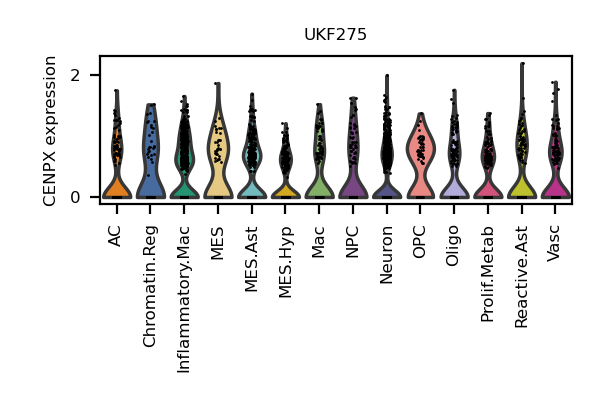 UKF275
CENPX expression
2
0
AC
Chromatin.Reg
Inflammatory.Mac
MES
MES.Ast
MES.Hyp
Mac
NPC
Neuron
OPC
Oligo
Prolif.Metab
Reactive.Ast
Vasc